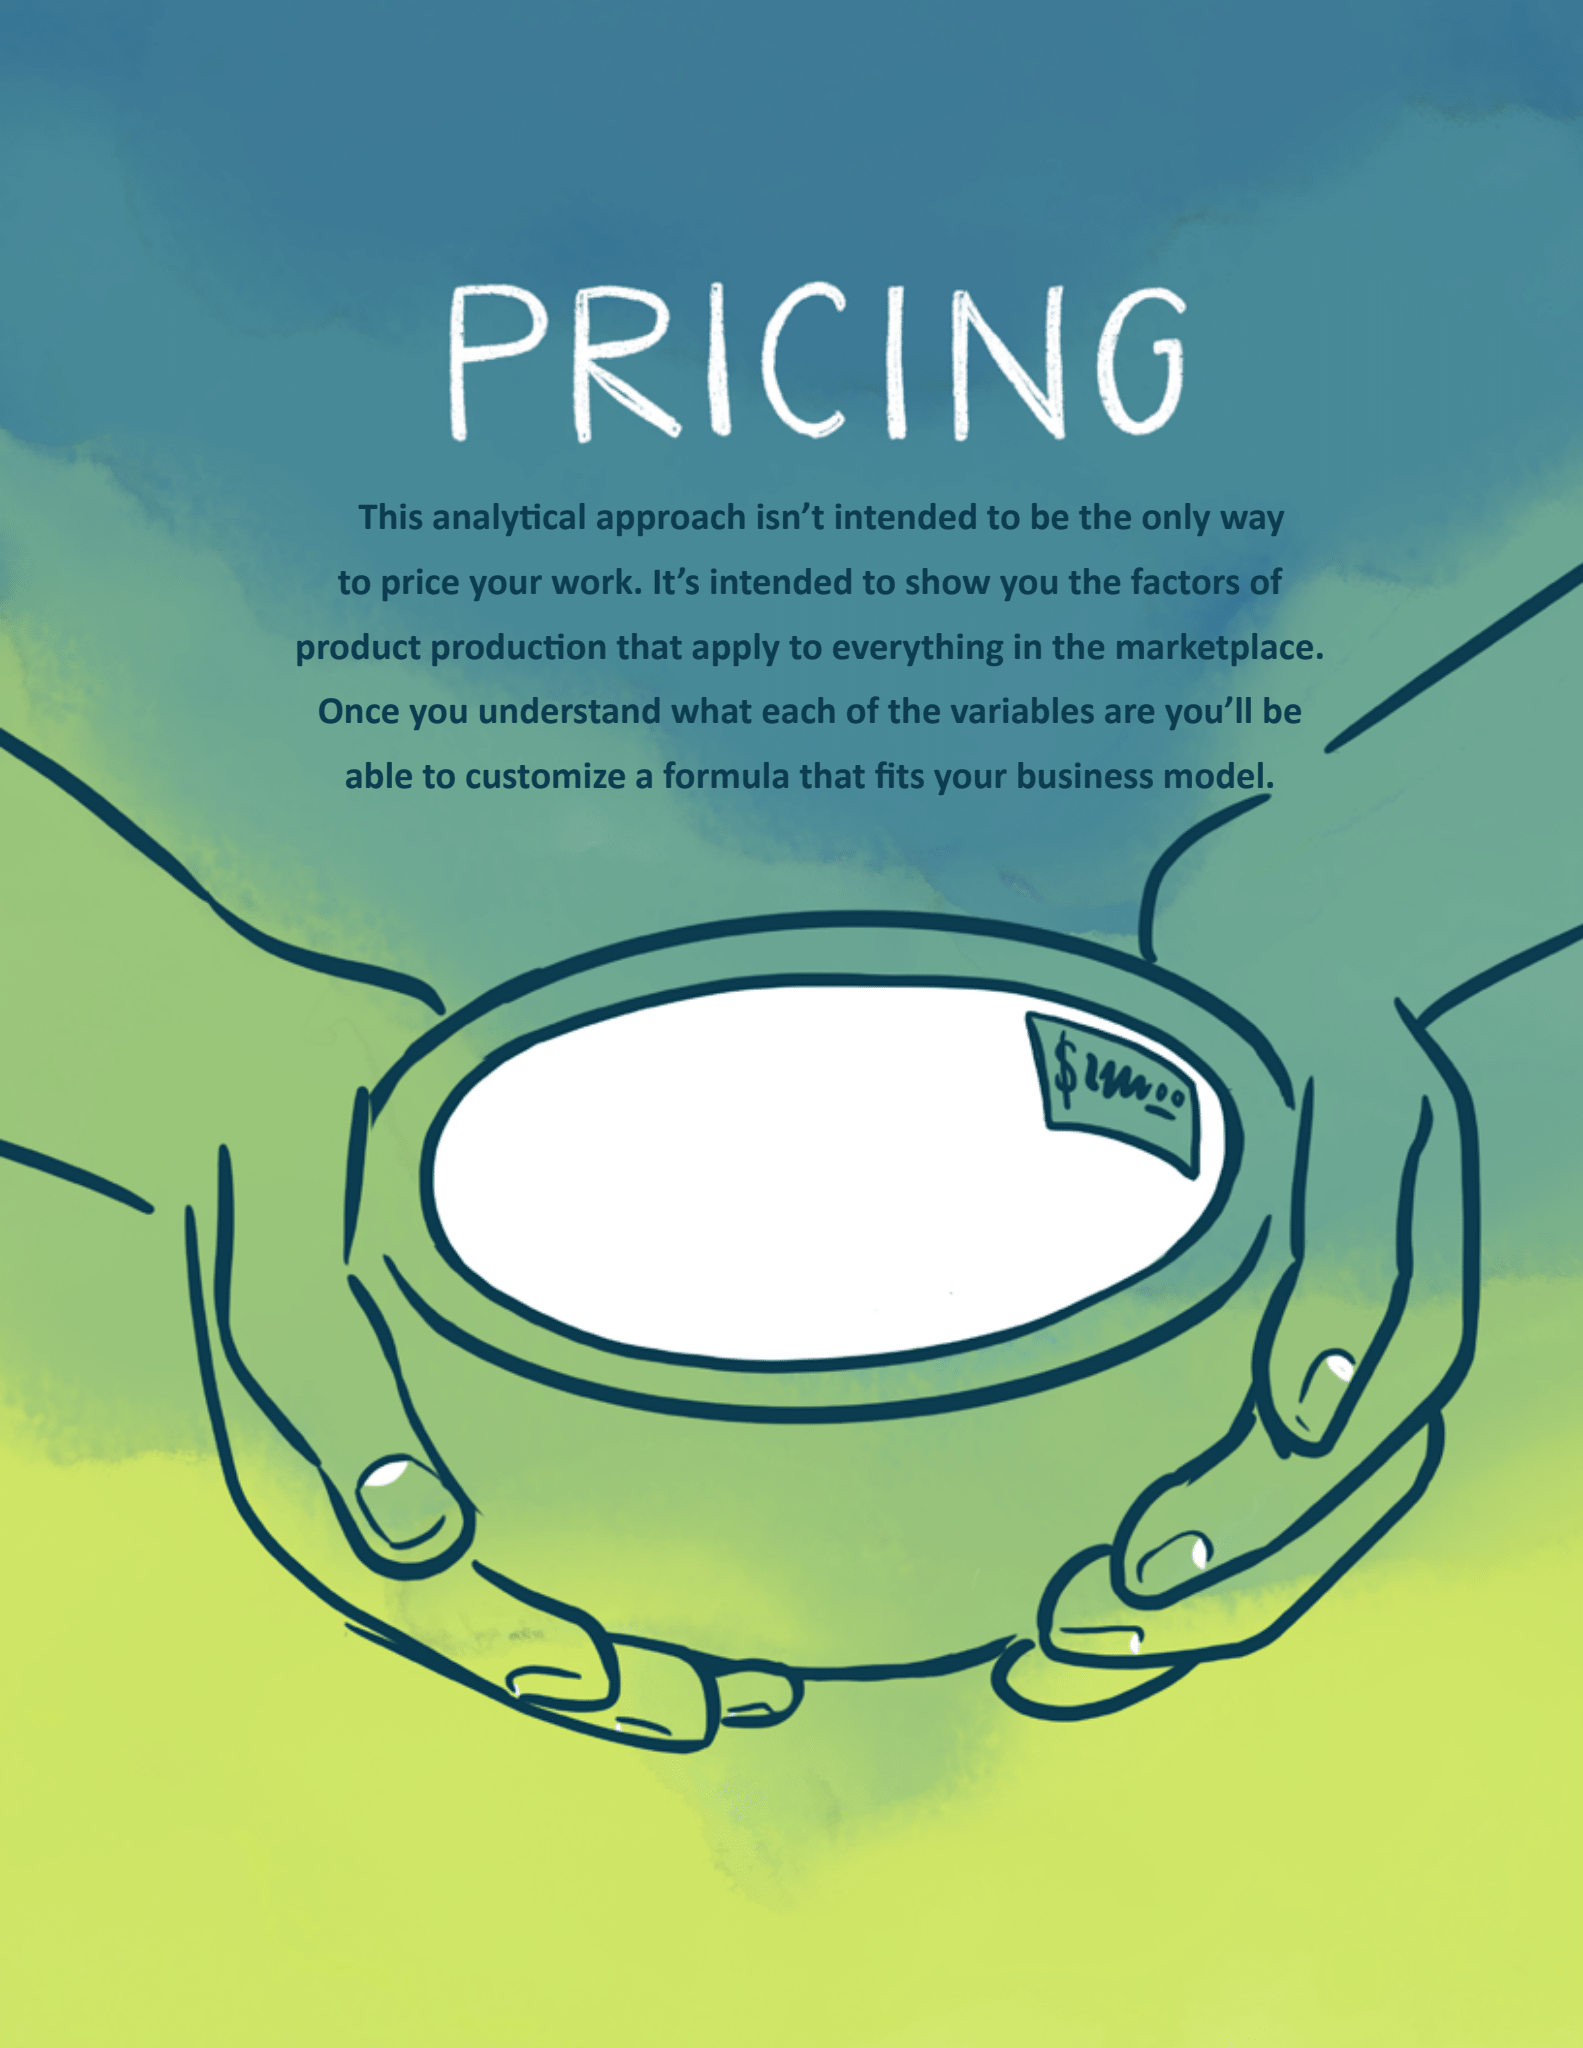 PRICING
This analytical approach isn’t intended to be the only way
to price your work. It’s intended to show you the factors of
product production that apply to everything in the marketplace.
Once you understand what each of the variables are you’ll be
able to customize a formula that fits your business model.
$